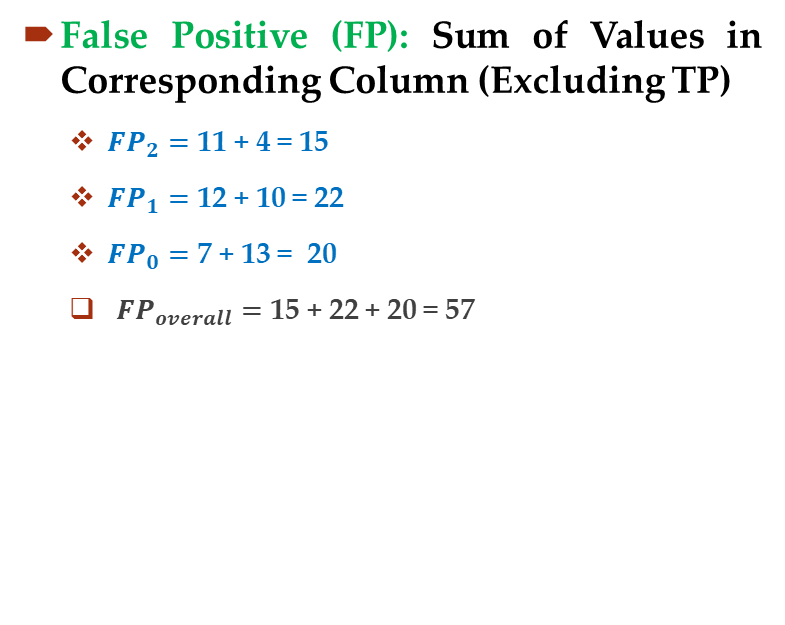 False Positive (FP): Sum of Values in
Corresponding Column (Excluding TP)
FP₂ = 11 + 4 = 15
FP₁ = 12 + 10 = 22
FP₀ = 7 + 13 = 20
FP_overall = 15 + 22 + 20 = 57